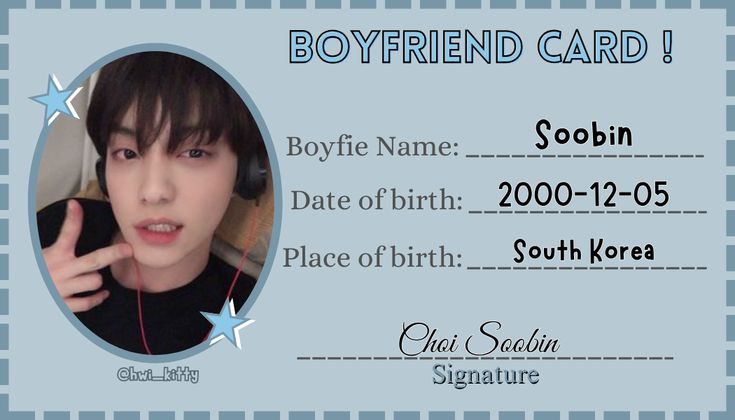 BOYFRIEND CARD !
Boyfie Name: Soobin
Date of birth: 2000-12-05
Place of birth: South Korea
Choi Soobin
Signature
@hwi_kitty